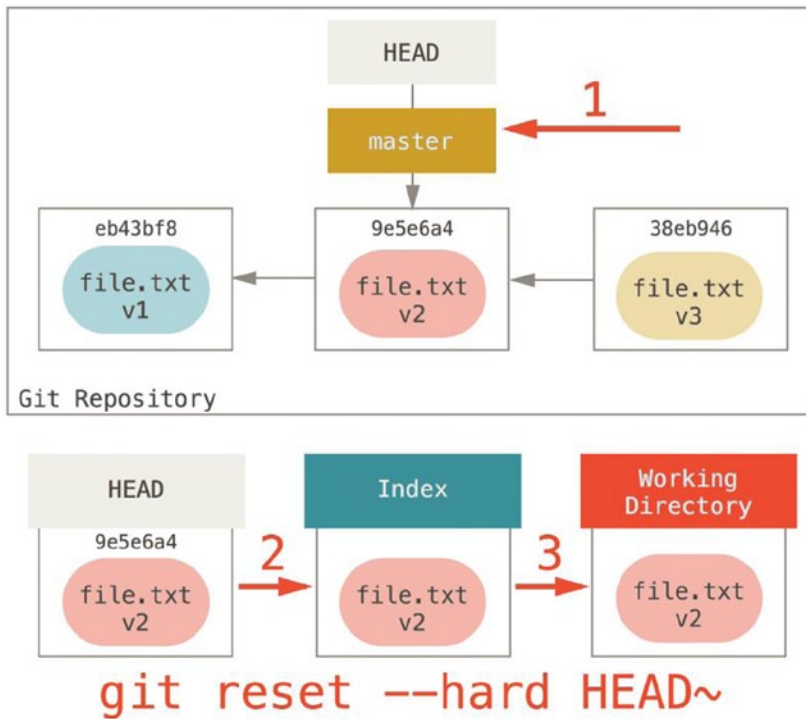 HEAD
1
master
eb43bf8
9e5e6a4
38eb946
file.txt
v1
file.txt
v2
file.txt
v3
Git Repository
HEAD
Index
Working
Directory
9e5e6a4
2
3
file.txt
v2
file.txt
v2
file.txt
v2
git reset --hard HEAD~